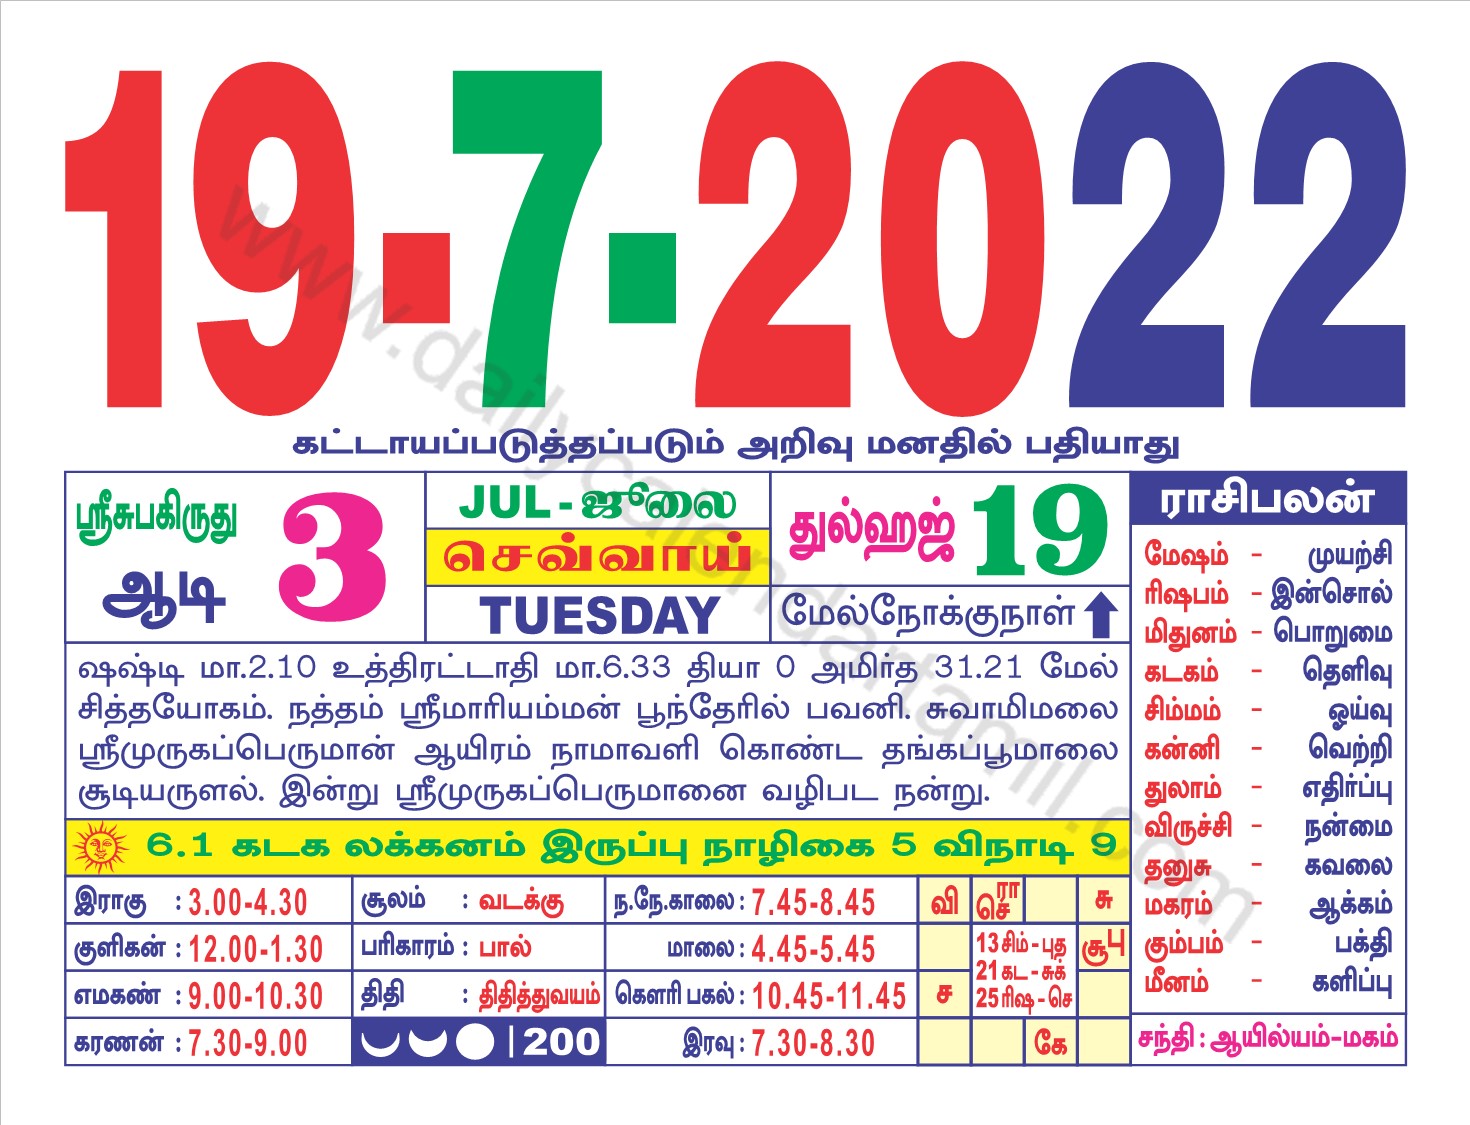 19-7-2022
கட்டாயப்படுத்தப்படும் அறிவு மனதில் பதியாது
ஸ்ரீசுபகிருது
ஆடி
3
JUL - ஜூலை
செவ்வாய்
TUESDAY
துல்ஹஜ் 19
மேல்நோக்குநாள்
ஷஷ்டி மா.2.10 உத்திரட்டாதி மா.6.33 தியா 0 அமிர்த 31.21 மேல்
சித்தயோகம். நத்தம் ஸ்ரீமாரியம்மன் பூந்தேரில் பவனி. சுவாமிமலை
ஸ்ரீமுருகப்பெருமான் ஆயிரம் நாமாவளி கொண்ட தங்கப்பூமாலை
சூடியருளல். இன்று ஸ்ரீமுருகப்பெருமானை வழிபட நன்று.
6.1 கடக லக்கனம் இருப்பு நாழிகை 5 விநாடி 9
இராகு : 3.00-4.30
குளிகன் : 12.00-1.30
எமகண் : 9.00-10.30
கரணன் : 7.30-9.00
சூலம் : வடக்கு
பரிகாரம் : பால்
திதி : திதித்துவயம்
|200
ந.நே.காலை : 7.45-8.45
மாலை : 4.45-5.45
கௌரி பகல் : 10.45-11.45
இரவு : 7.30-8.30
வி
ரா
செ
சு
சூபு
13 சிம் - புத
21 கட - சுக்
25 ரிஷ - செ
ச
கே
ராசிபலன்
மேஷம் - முயற்சி
ரிஷபம் - இன்சொல்
மிதுனம் - பொறுமை
கடகம் - தெளிவு
சிம்மம் - ஓய்வு
கன்னி - வெற்றி
துலாம் - எதிர்ப்பு
விருச்சி - நன்மை
தனுசு - கவலை
மகரம் - ஆக்கம்
கும்பம் - பக்தி
மீனம் - களிப்பு
சந்தி : ஆயில்யம்-மகம்
www.dailycalendartamil.com